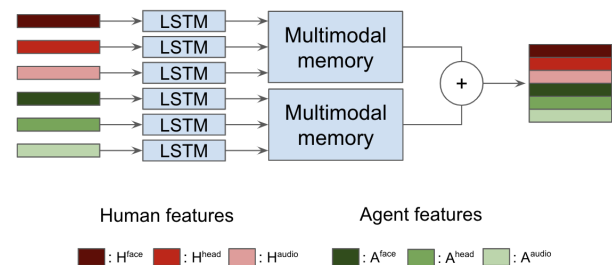 LSTM
LSTM
LSTM
LSTM
LSTM
LSTM
Multimodal
memory
Multimodal
memory
+
Human features
Agent features
: Hface : Hhead : Haudio : Aface : Ahead : Aaudio